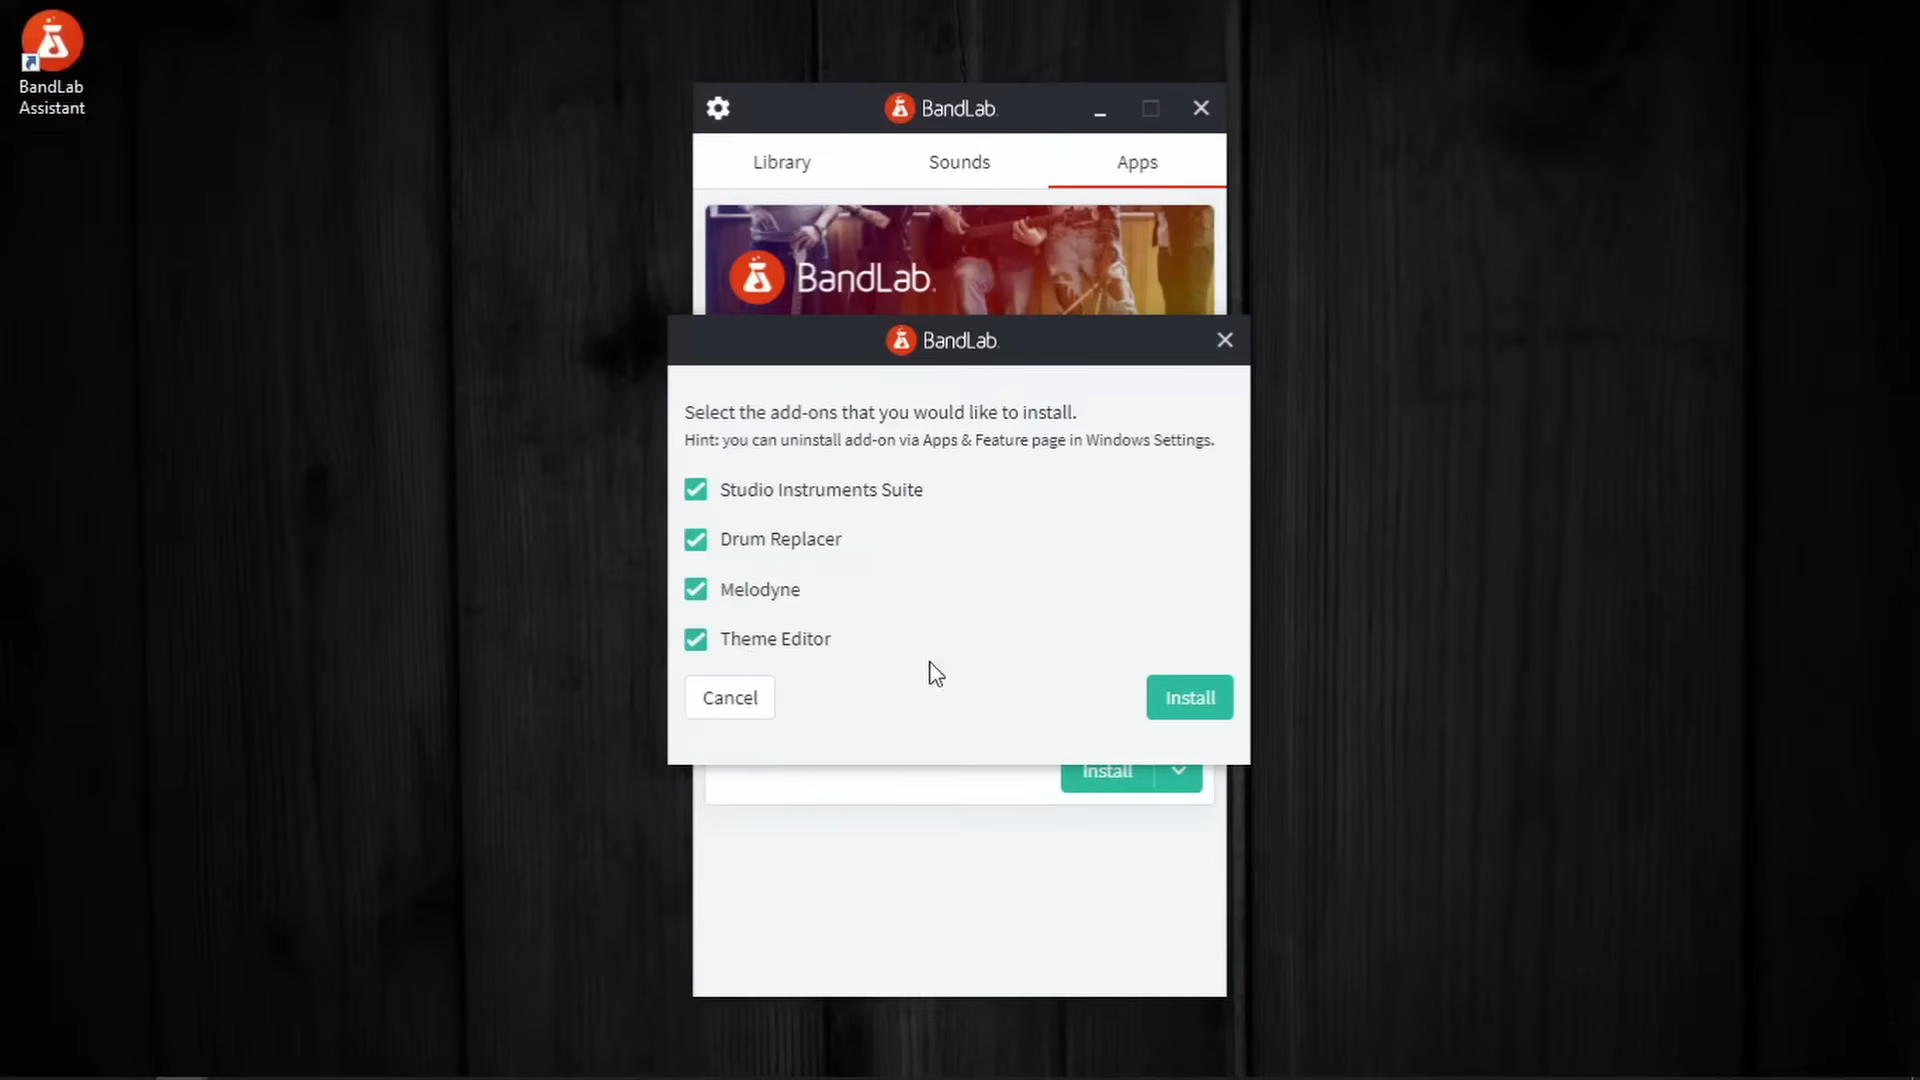 BandLab
Assistant
BandLab
Library
Sounds
Apps
BandLab.
BandLab
Select the add-ons that you would like to install.
Hint: you can uninstall add-on via Apps & Feature page in Windows Settings.
Studio Instruments Suite
Drum Replacer
Melodyne
Theme Editor
Cancel
Install
Install